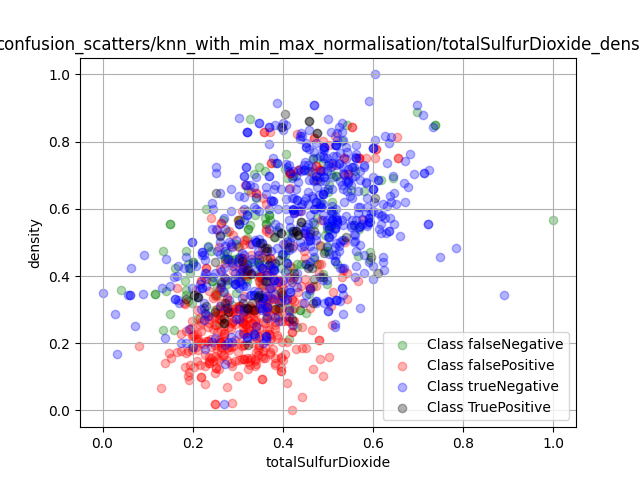 confusion_scatters/knn_with_min_max_normalisation/totalSulfurDioxide_dens
1.0
0.8
0.6
0.4
0.2
0.0
density
0.0 0.2 0.4 0.6 0.8 1.0
totalSulfurDioxide
Class falseNegative
Class falsePositive
Class trueNegative
Class TruePositive